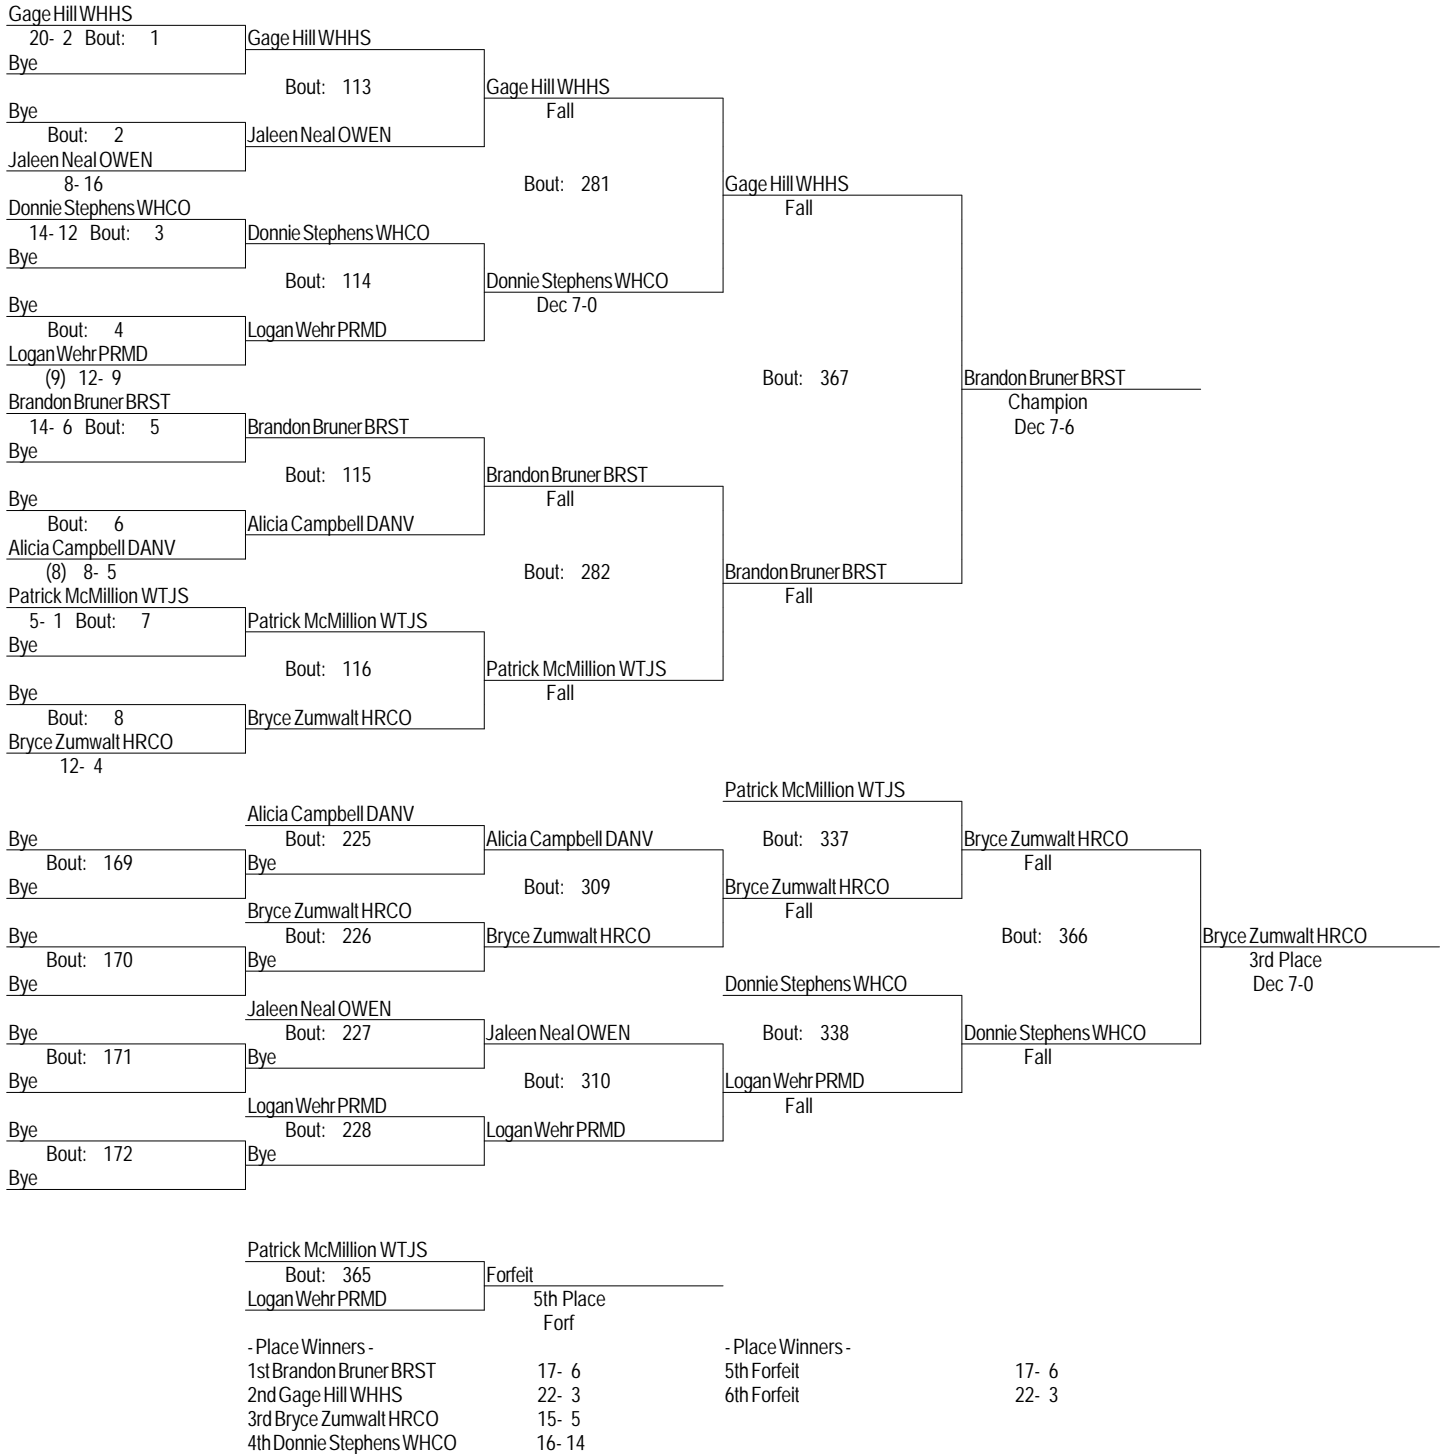 Gage Hill WHHS
20- 2 Bout: 1
Gage Hill WHHS
Bye
Bout: 113
Gage Hill WHHS
Bye
Fall
Bout: 2
Jaleen Neal OWEN
Jaleen Neal OWEN
8- 16
Bout: 281
Gage Hill WHHS
Donnie Stephens WHCO
Fall
14- 12 Bout: 3
Donnie Stephens WHCO
Bye
Bout: 114
Donnie Stephens WHCO
Bye
Dec 7-0
Bout: 4
Logan Wehr PRMD
Logan Wehr PRMD
(9) 12- 9
Bout: 367
Brandon Bruner BRST
Brandon Bruner BRST
Champion
14- 6 Bout: 5
Brandon Bruner BRST
Dec 7-6
Bye
Bout: 115
Brandon Bruner BRST
Bye
Fall
Bout: 6
Alicia Campbell DANV
Alicia Campbell DANV
(8) 8- 5
Bout: 282
Brandon Bruner BRST
Patrick McMillion WTJS
Fall
5- 1 Bout: 7
Patrick McMillion WTJS
Bye
Bout: 116
Patrick McMillion WTJS
Bye
Fall
Bout: 8
Bryce Zumwalt HRCO
Bryce Zumwalt HRCO
12- 4
Patrick McMillion WTJS
Alicia Campbell DANV
Bye
Bout: 225
Alicia Campbell DANV
Bout: 337
Bryce Zumwalt HRCO
Bout: 169
Bye
Fall
Bye
Bout: 309
Bryce Zumwalt HRCO
Bryce Zumwalt HRCO
Fall
Bye
Bout: 226
Bryce Zumwalt HRCO
Bout: 366
Bryce Zumwalt HRCO
Bout: 170
Bye
3rd Place
Bye
Donnie Stephens WHCO
Dec 7-0
Jaleen Neal OWEN
Bye
Bout: 227
Jaleen Neal OWEN
Bout: 338
Donnie Stephens WHCO
Bout: 171
Bye
Fall
Bye
Bout: 310
Logan Wehr PRMD
Logan Wehr PRMD
Fall
Bye
Bout: 228
Logan Wehr PRMD
Bout: 172
Bye
Bye
Patrick McMillion WTJS
Bout: 365
Forfeit
Logan Wehr PRMD
5th Place
Forf
- Place Winners -
- Place Winners -
1st Brandon Bruner BRST 17- 6
5th Forfeit 17- 6
2nd Gage Hill WHHS 22- 3
6th Forfeit 22- 3
3rd Bryce Zumwalt HRCO 15- 5
4th Donnie Stephens WHCO 16- 14